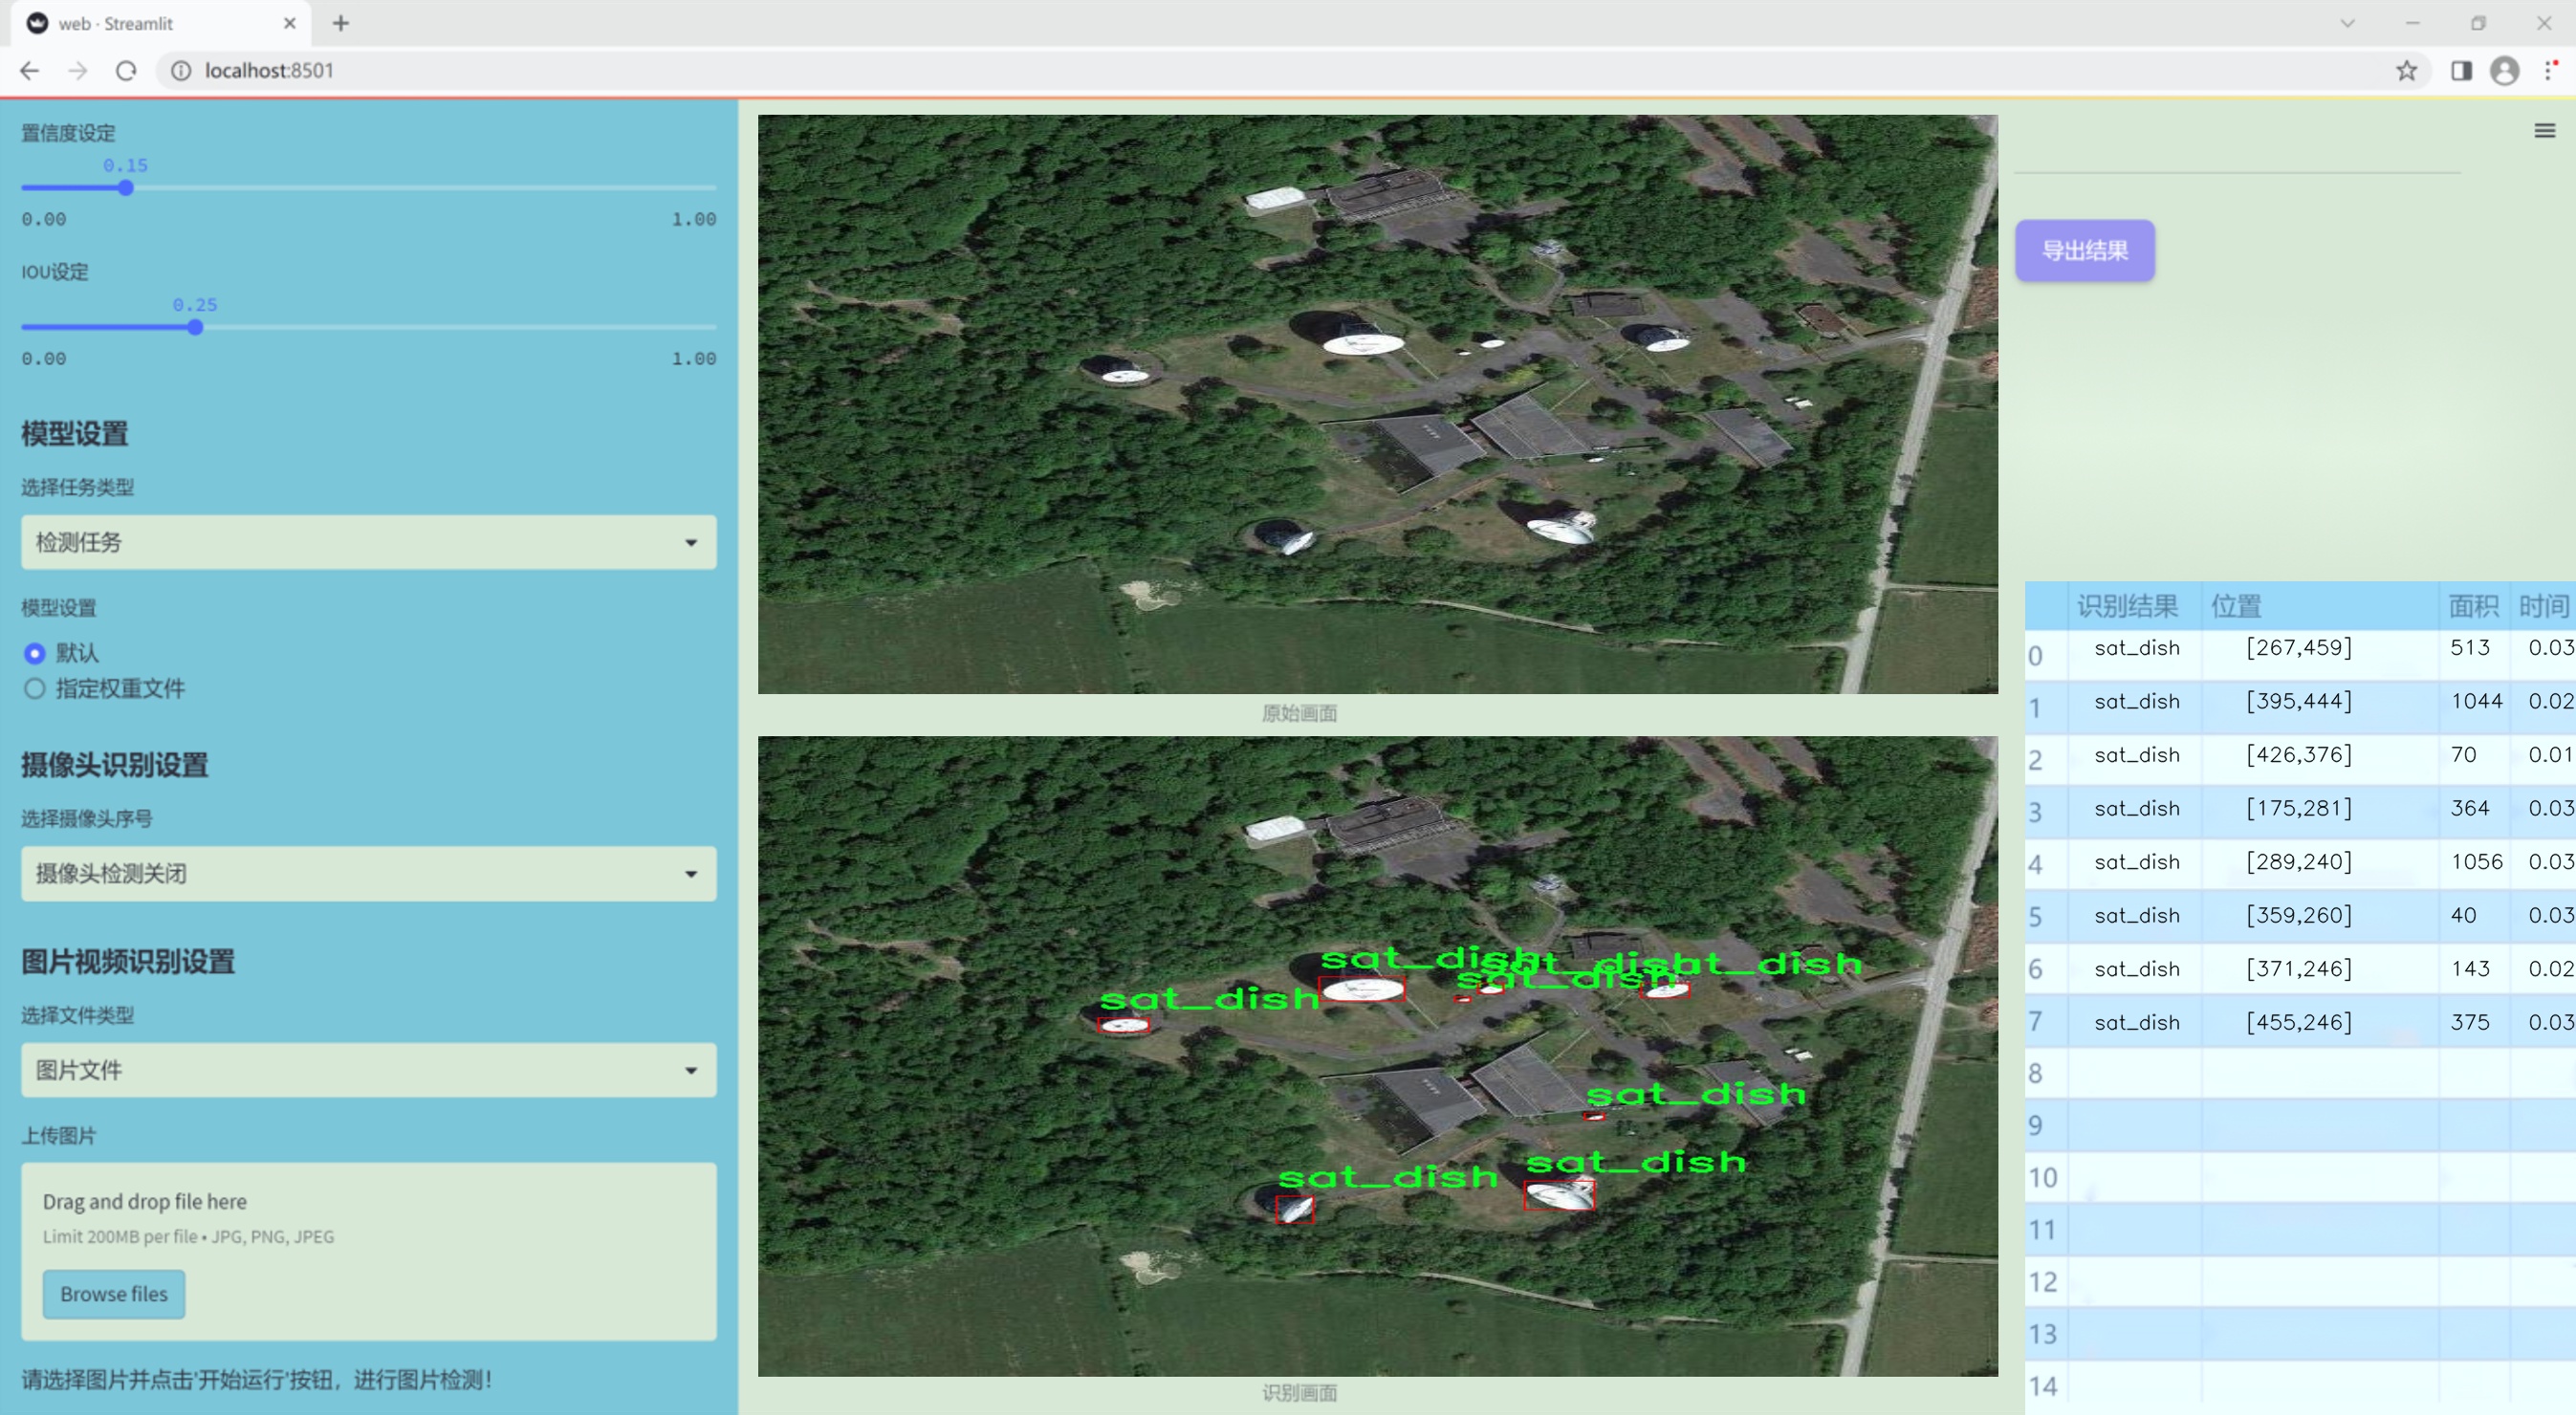 web · Streamlit
localhost:8501
置信度设定
0.15
0.00 1.00
IOU设定
0.25
0.00 1.00
模型设置
选择任务类型
检测任务
模型设置
默认
指定权重文件
摄像头识别设置
选择摄像头序号
摄像头检测关闭
图片视频识别设置
选择文件类型
图片文件
上传图片
Drag and drop file here
Limit 200MB per file • JPG, PNG, JPEG
Browse files
请选择图片并点击'开始运行'按钮，进行图片检测！
原始画面
sat_dish
sat_dish
sat_dish
sat_dish
sat_dish
sat_dish
sat_dish
识别画面
导出结果
识别结果 位置 面积 时间
0 sat_dish [267,459] 513 0.03
1 sat_dish [395,444] 1044 0.02
2 sat_dish [426,376] 70 0.01
3 sat_dish [175,281] 364 0.03
4 sat_dish [289,240] 1056 0.03
5 sat_dish [359,260] 40 0.03
6 sat_dish [371,246] 143 0.02
7 sat_dish [455,246] 375 0.03
8
9
10
11
12
13
14